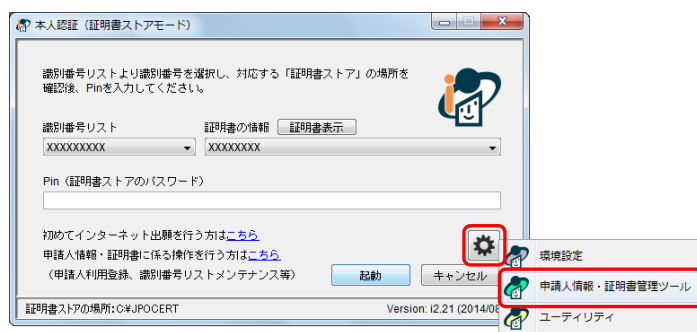 本人認証（証明書ストアモード）
識別番号リストより識別番号を選択し、対応する「証明書ストア」の場所を
確認後、Pinを入力してください。
識別番号リスト 証明書の情報 証明書表示
XXXXXXXXX XXXXXXXX
Pin（証明書ストアのパスワード）
初めてインターネット出願を行う方はこちら
申請人情報・証明書に係る操作を行う方はこちら
（申請人利用登録、識別番号リストメンテナンス等）
起動 キャンセル
証明書ストアの場所:C:¥JPOCERT Version: i2.21 (2014/08
環境設定
申請人情報・証明書管理ツール
ユーティリティ